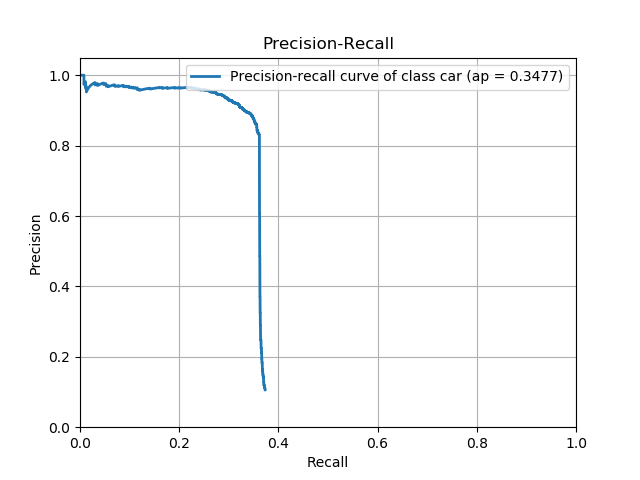 Precision-Recall
Precision-recall curve of class car (ap = 0.3477)
1.0
0.8
0.6
0.4
0.2
0.0
Precision
0.0 0.2 0.4 0.6 0.8 1.0
Recall